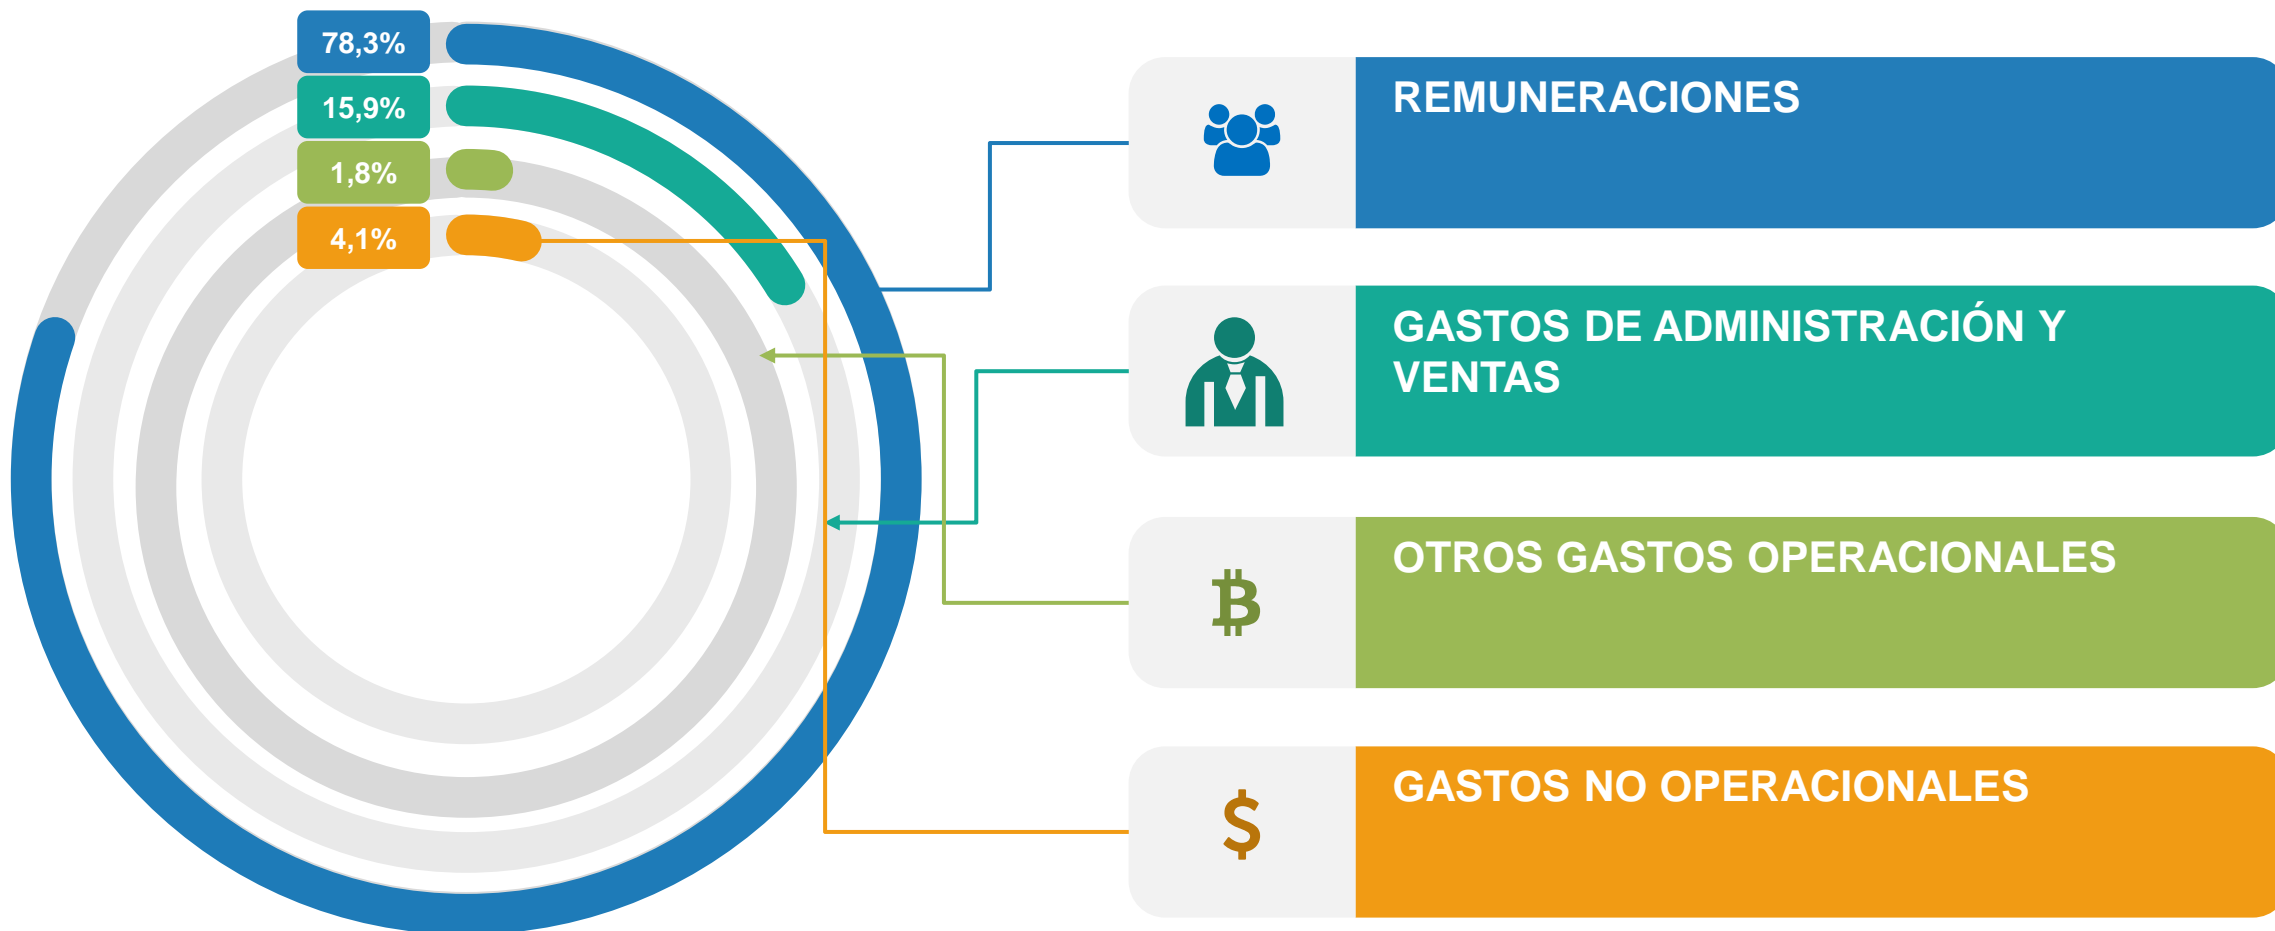 78,3%
15,9%
1,8%
4,1%
REMUNERACIONES
GASTOS DE ADMINISTRACIÓN Y
VENTAS
OTROS GASTOS OPERACIONALES
GASTOS NO OPERACIONALES